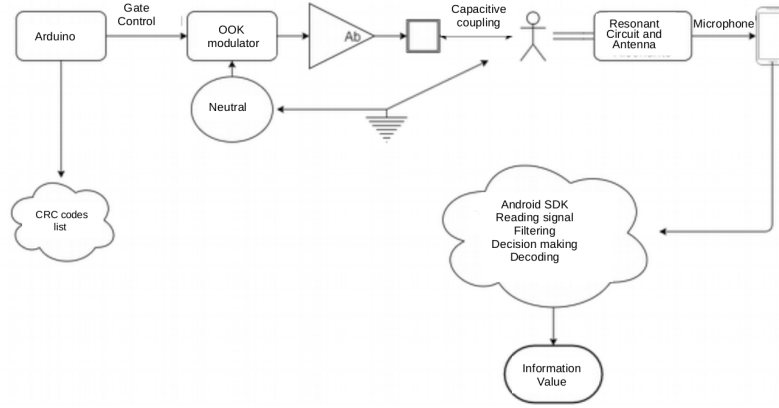 Gate
Control
Capacitive
coupling
Arduino
OOK
modulator
Ab
Resonant
Circuit and
Antenna
Microphone
Neutral
CRC codes
list
Android SDK
Reading signal
Filtering
Decision making
Decoding
Information
Value